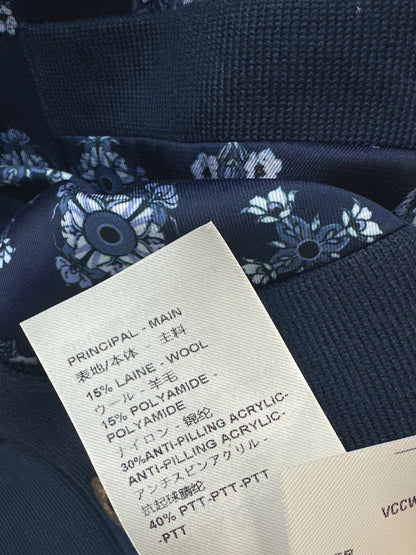 PRINCIPAL - MAIN
表地/本体 - 主料
15% LAINE - WOOL
ウール - 羊毛
15% POLYAMIDE -
POLYAMIDE
ナイロン - 锦纶
30%ANTI-PILLING ACRYLIC-
ANTI-PILLING ACRYLIC-
アンチスピンアクリル -
抗起球腈纶
40% PTT-PTT-PTT
-PTT
VCCW